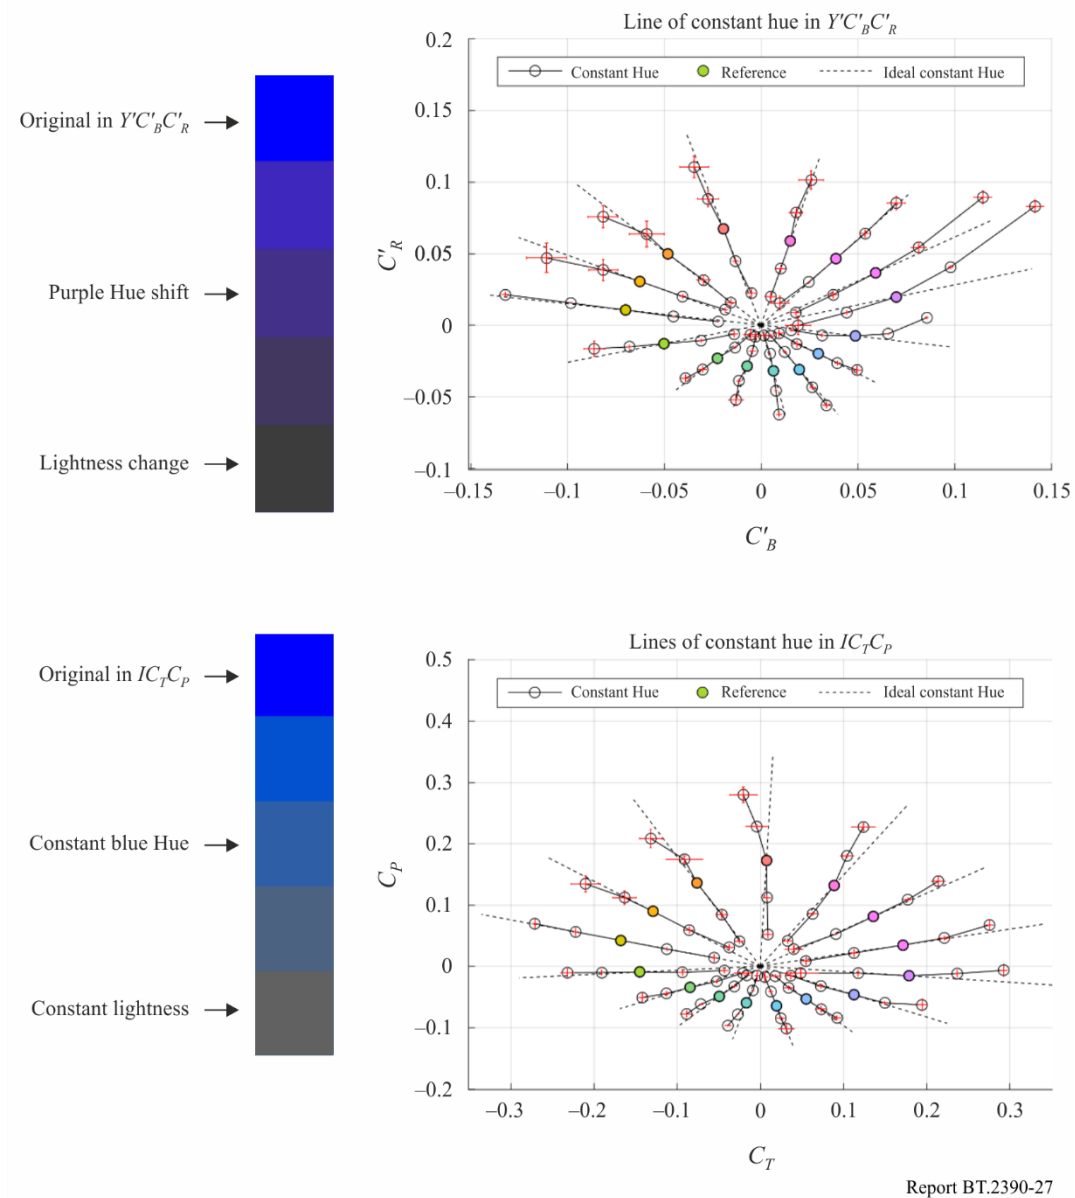 Line of constant hue in Y′C′BC′R
0.2
Constant Hue
Reference
Ideal constant Hue
Original in Y′C′BC′R
0.15
0.1
Purple Hue shift
C′R
0.05
0
–0.05
Lightness change
–0.1
–0.15
–0.1
–0.05
0
0.05
0.1
0.15
C′B
Lines of constant hue in ICTCP
0.5
Original in ICTCP
Constant Hue
Reference
Ideal constant Hue
0.4
0.3
Constant blue Hue
0.2
CP
0.1
0
Constant lightness
–0.1
–0.2
–0.3
–0.2
–0.1
0
0.1
0.2
0.3
CT
Report BT.2390-27